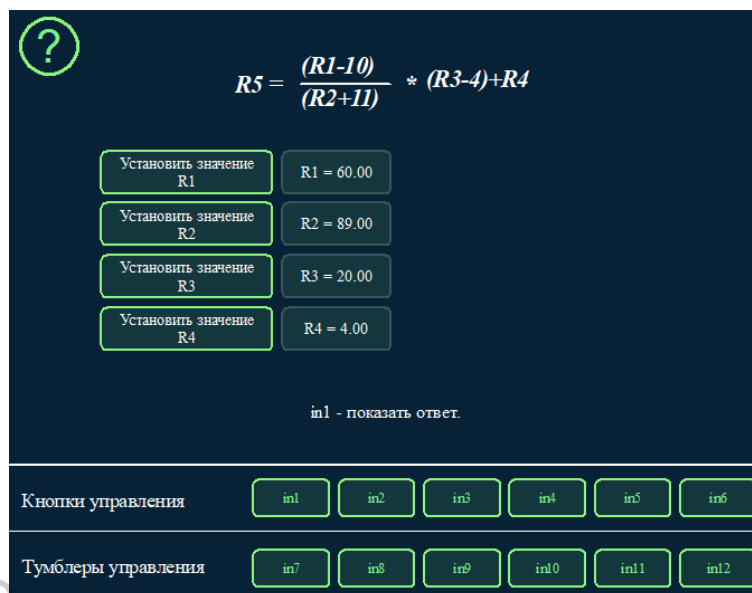 ?
R5 = (R1-10) / (R2+11) * (R3-4)+R4
Установить значение
R1
R1 = 60.00
Установить значение
R2
R2 = 89.00
Установить значение
R3
R3 = 20.00
Установить значение
R4
R4 = 4.00
in1 - показать ответ.
Кнопки управления in1 in2 in3 in4 in5 in6
Тумблеры управления in7 in8 in9 in10 in11 in12